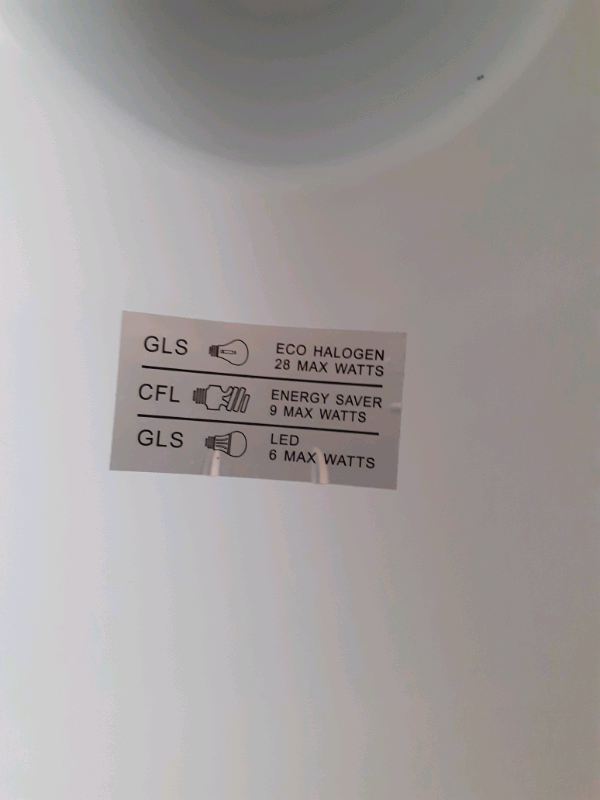 GLS ECO HALOGEN
28 MAX WATTS
CFL ENERGY SAVER
9 MAX WATTS
GLS LED
6 MAX WATTS